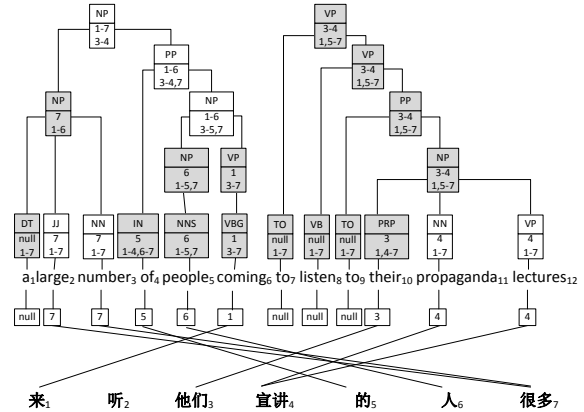 NP VP
1-7 3-4
3-4 1,5-7
PP VP
1-6 3-4
3-4,7 1,5-7
NP NP PP
7 1-6 3-4
1-6 3-5,7 1,5-7
NP VP NP
6 1 3-4
1-5,7 3-7 1,5-7
DT JJ NN IN NNS VBG TO VB TO PRP NN VP
null 7 7 5 6 1 null null null 3 4 4
1-7 1-7 1-7 1-4,6-7 1-5,7 3-7 1-7 1-7 1-7 1,4-7 1-7 1-7
a₁large₂ number₃ of₄ people₅ coming₆ to₇ listen₈ to₉ their₁₀ propaganda₁₁ lectures₁₂
null 7 7 5 6 1 null null null 3 4 4
来₁ 听₂ 他们₃ 宣讲₄ 的₅ 人₆ 很多₇